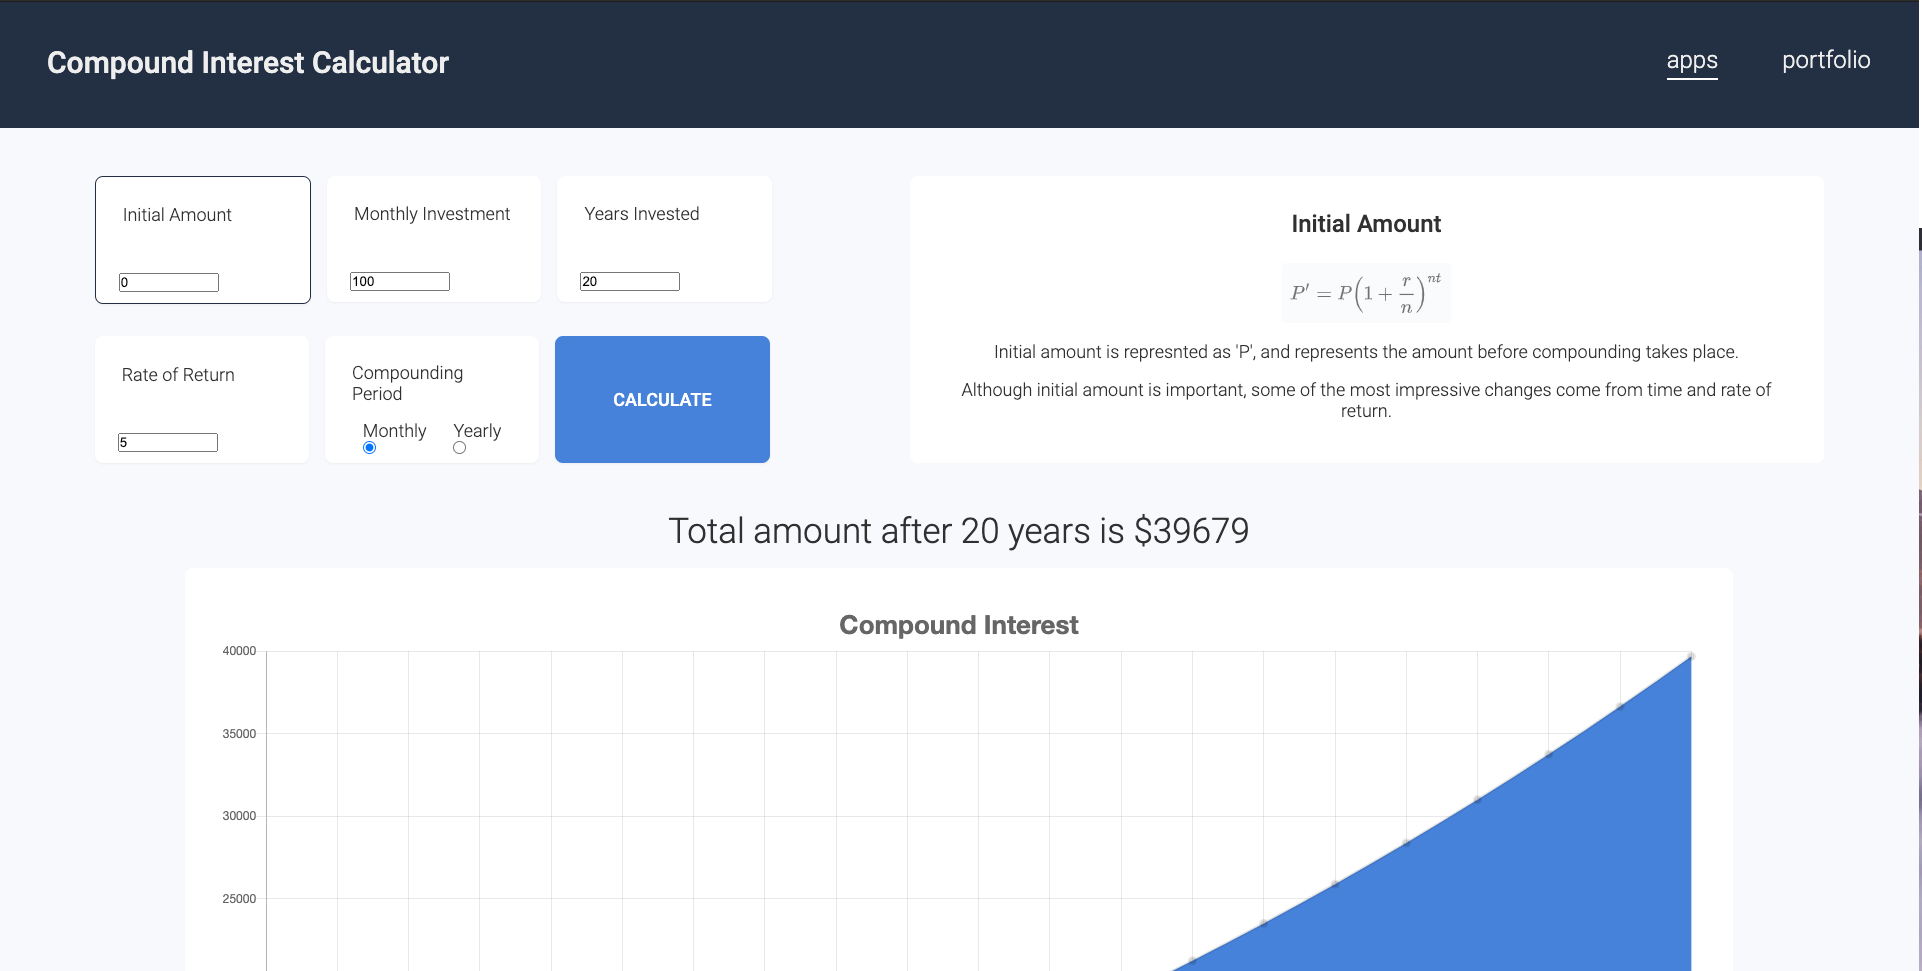 Compound Interest Calculator
apps
portfolio
Initial Amount
0
Monthly Investment
100
Years Invested
20
Rate of Return
5
Compounding
Period
Monthly
Yearly
CALCULATE
Initial Amount
P′ = P(1 + r/n)^nt
Initial amount is represnted as 'P', and represents the amount before compounding takes place.
Although initial amount is important, some of the most impressive changes come from time and rate of
return.
Total amount after 20 years is $39679
Compound Interest
40000
35000
30000
25000